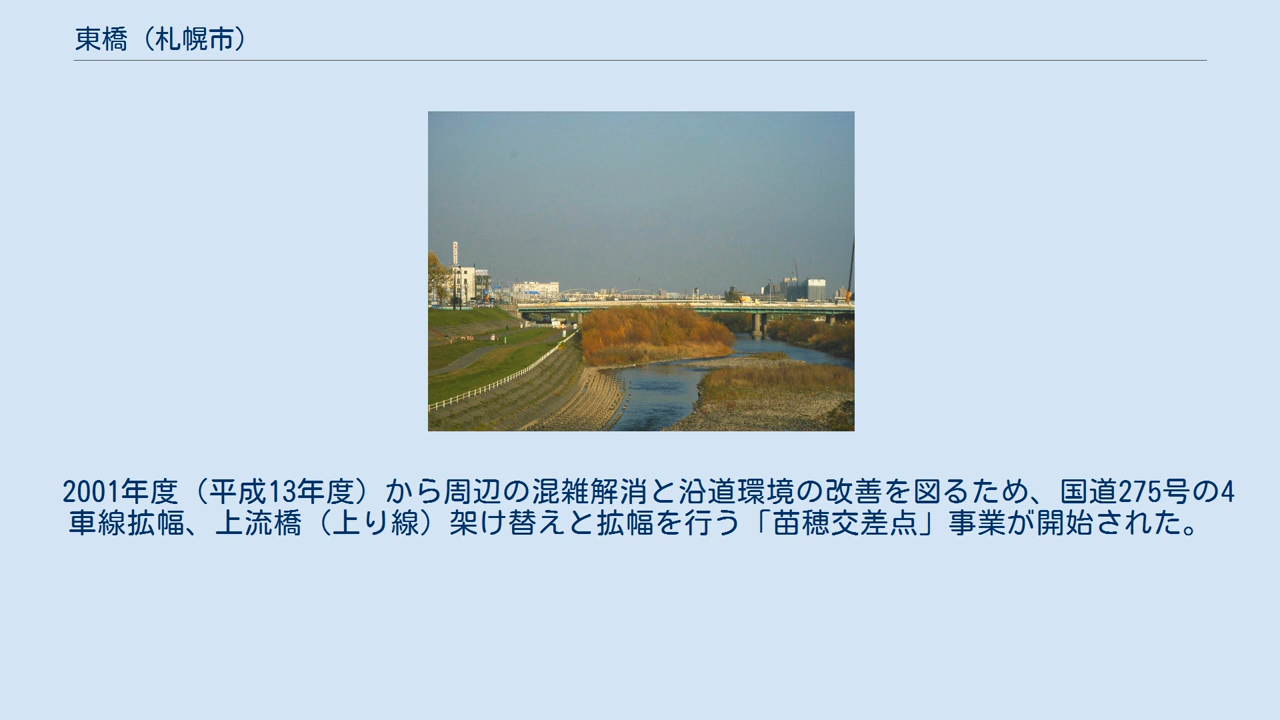 東橋（札幌市）
2001年度（平成13年度）から周辺の混雑解消と沿道環境の改善を図るため、国道275号の4
車線拡幅、上流橋（上り線）架け替えと拡幅を行う「苗穂交差点」事業が開始された。